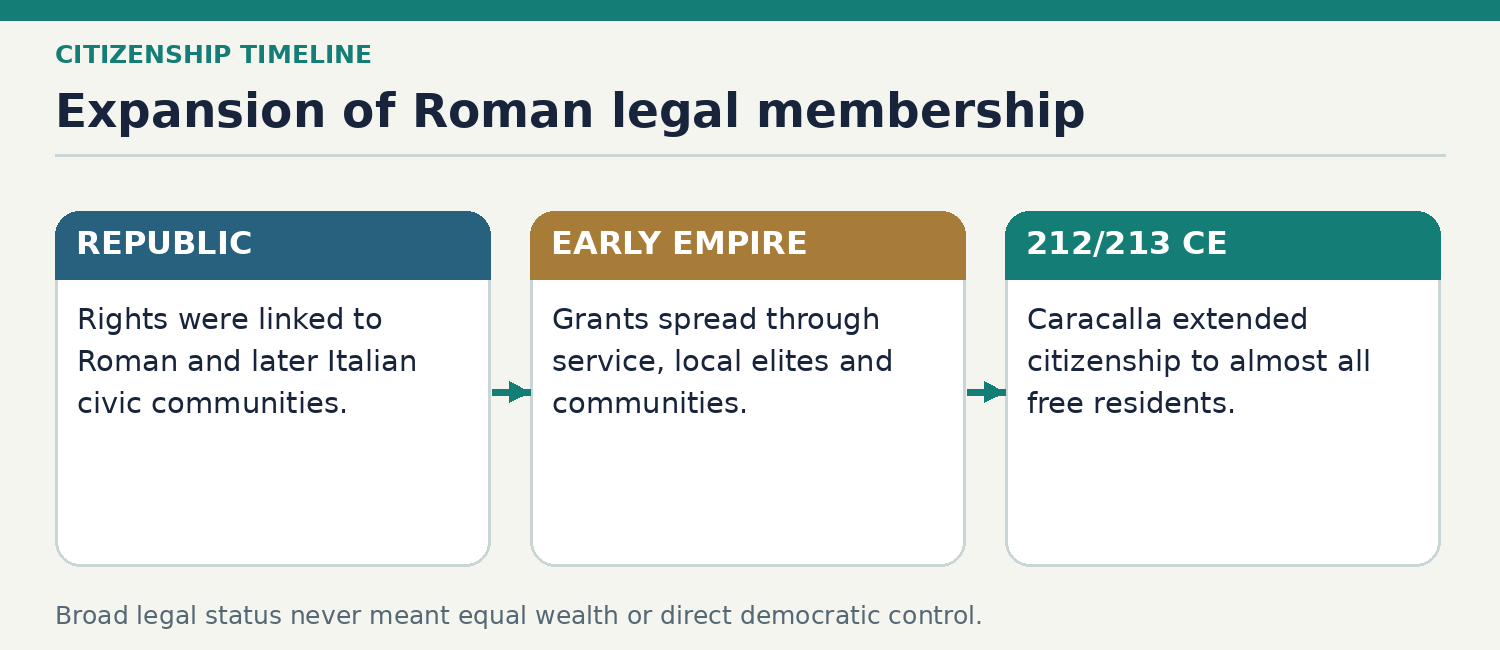 CITIZENSHIP TIMELINE
Expansion of Roman legal membership
REPUBLIC
Rights were linked to
Roman and later Italian
civic communities.
EARLY EMPIRE
Grants spread through
service, local elites and
communities.
212/213 CE
Caracalla extended
citizenship to almost all
free residents.
Broad legal status never meant equal wealth or direct democratic control.